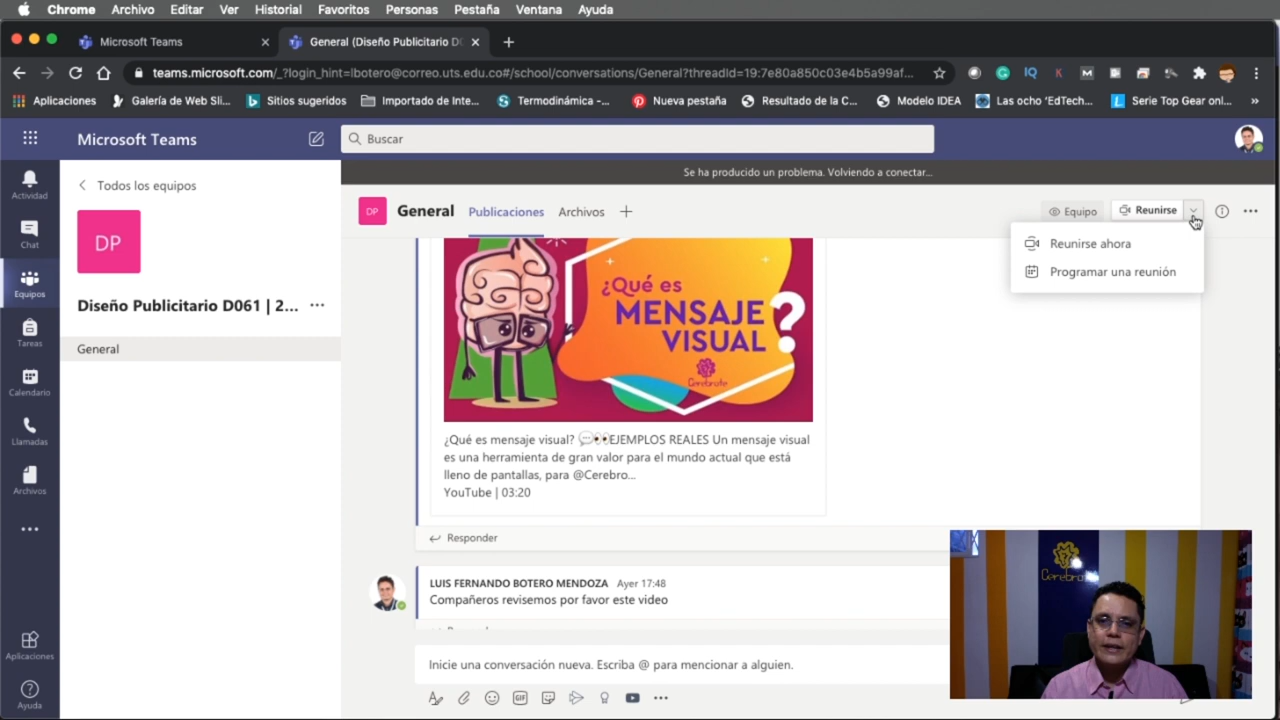 Chrome Archivo Editar Ver Historial Favoritos Personas Pestaña Ventana Ayuda
Microsoft Teams
General (Diseño Publicitario D
teams.microsoft.com/_?login_hint=lbotero@correo.uts.edu.co#/school/conversations/General?threadId=19:7e80a850c03e4b5a99af...
Aplicaciones Galería de Web Sli... Sitios sugeridos Importado de Inte... Termodinámica -... Nueva pestaña Resultado de la C... Modelo IDEA Las ocho 'EdTech... Serie Top Gear onl... »
Microsoft Teams
Buscar
Se ha producido un problema. Volviendo a conectar...
Actividad
Chat
Equipos
Tareas
Calendario
Llamadas
Archivos
Aplicaciones
Ayuda
Todos los equipos
DP
Diseño Publicitario D061 | 2... ...
General
DP General Publicaciones Archivos +
Equipo Reunirse
Reunirse ahora
Programar una reunión
¿Qué es
MENSAJE
VISUAL ?
Cerebrote
¿Qué es mensaje visual? 💬👀EJEMPLOS REALES Un mensaje visual
es una herramienta de gran valor para el mundo actual que está
lleno de pantallas, para @Cerebro...
YouTube | 03:20
Responder
LUIS FERNANDO BOTERO MENDOZA Ayer 17:48
Compañeros revisemos por favor este video
Inicie una conversación nueva. Escriba @ para mencionar a alguien.
GIF